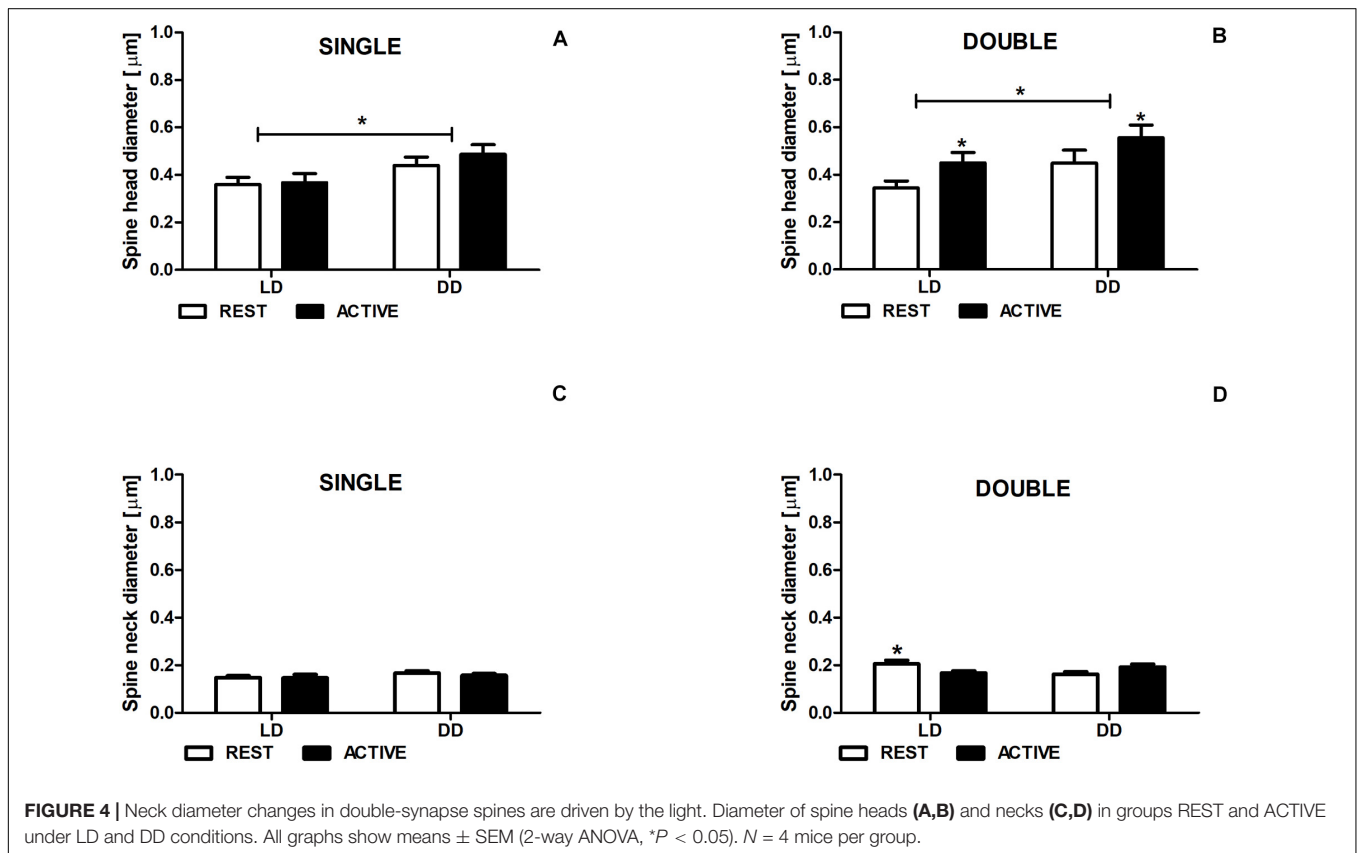 A
SINGLE
Spine head diameter [μm]
1.0
0.8
0.6
0.4
0.2
0.0
*
LD DD
REST ACTIVE
B
DOUBLE
Spine head diameter [μm]
1.0
0.8
0.6
0.4
0.2
0.0
*
* *
LD DD
REST ACTIVE
C
SINGLE
Spine neck diameter [μm]
1.0
0.8
0.6
0.4
0.2
0.0
LD DD
REST ACTIVE
D
DOUBLE
Spine neck diameter [μm]
1.0
0.8
0.6
0.4
0.2
0.0
*
LD DD
REST ACTIVE
FIGURE 4 | Neck diameter changes in double-synapse spines are driven by the light. Diameter of spine heads (A,B) and necks (C,D) in groups REST and ACTIVE
under LD and DD conditions. All graphs show means ± SEM (2-way ANOVA, *P < 0.05). N = 4 mice per group.